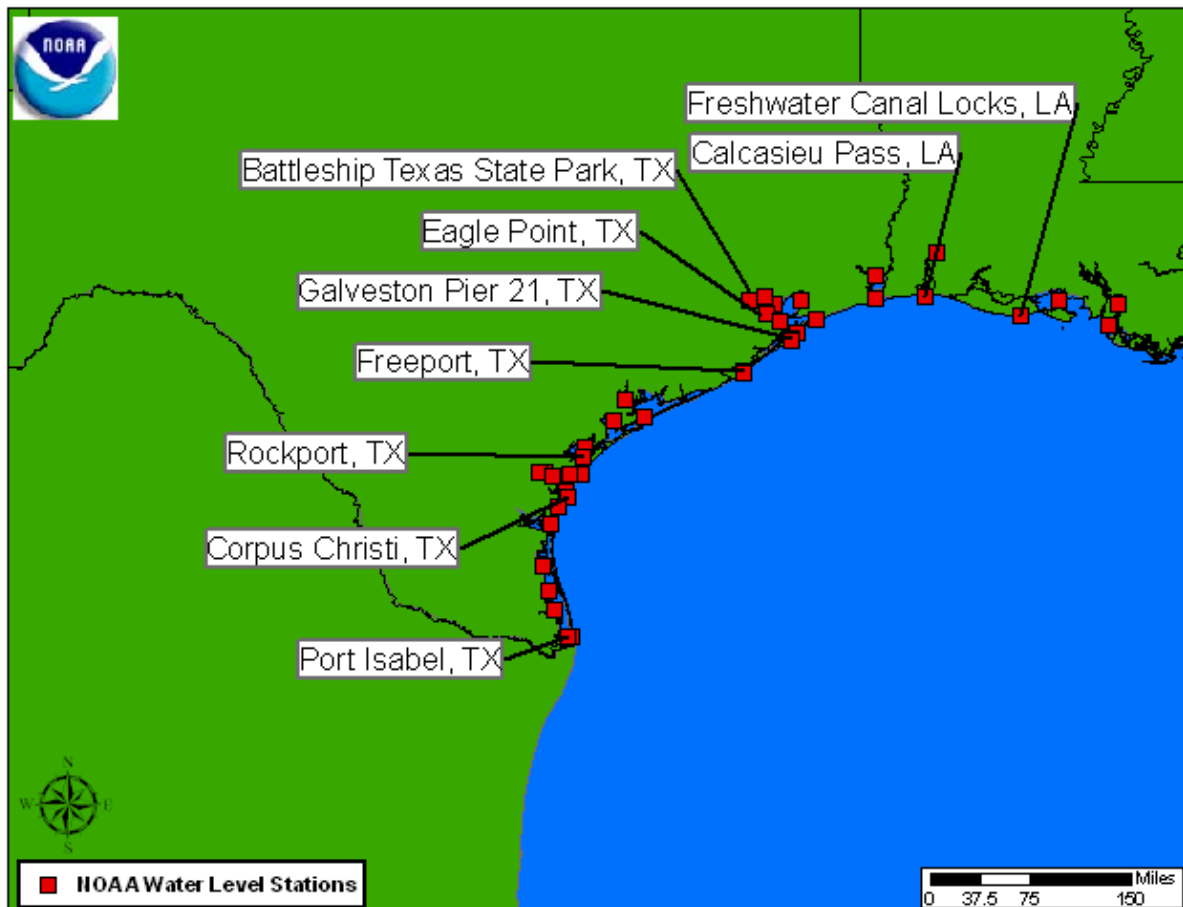 NOAA
Freshwater Canal Locks, LA
Calcasieu Pass, LA
Battleship Texas State Park, TX
Eagle Point, TX
Galveston Pier 21, TX
Freeport, TX
Rockport, TX
Corpus Christi, TX
Port Isabel, TX
N
W E
S
NOAA Water Level Stations
Miles
0 37.5 75 150